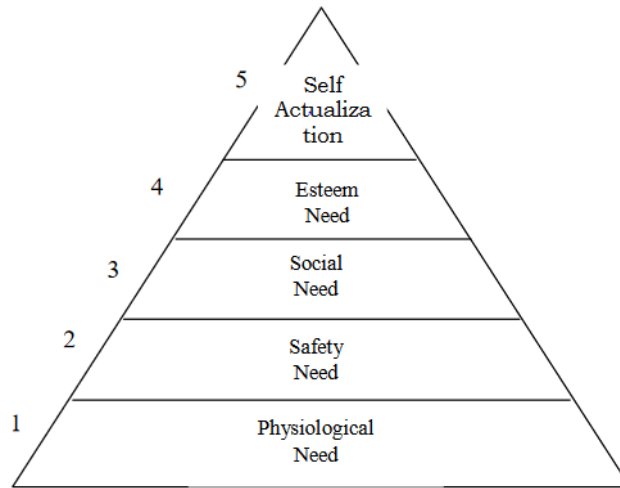 5
Self
Actualiza
tion
4
Esteem
Need
3
Social
Need
2
Safety
Need
1
Physiological
Need